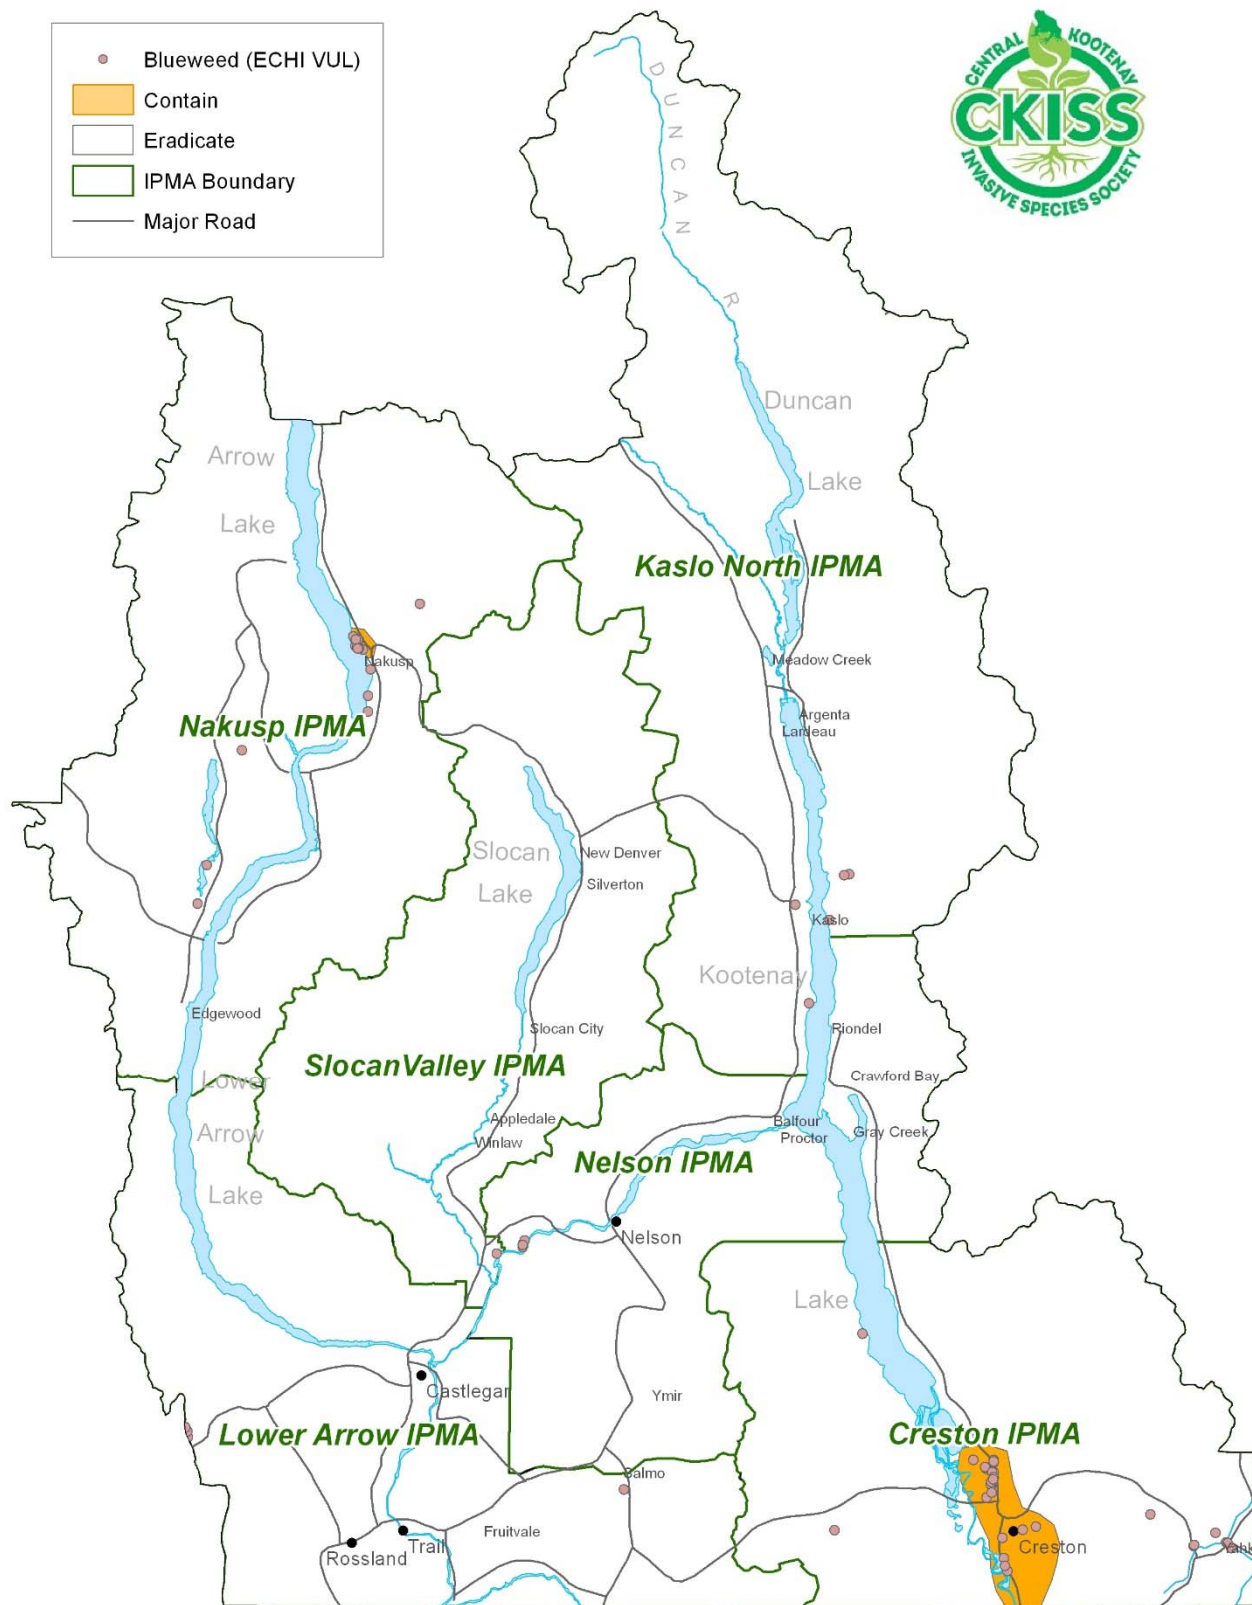 Blueweed (ECHI VUL)
Contain
Eradicate
IPMA Boundary
Major Road
CENTRAL KOOTENAY
CKISS
INVASIVE SPECIES SOCIETY
DUNCAN R
Duncan
Lake
Arrow
Lake
Kaslo North IPMA
Meadow Creek
Nakusp
Argenta
Lardeau
Nakusp IPMA
Slocan
Lake
New Denver
Silverton
Kaslo
Kootenay
Edgewood
Slocan City
Riondel
SlocanValley IPMA
Crawford Bay
Lower
Arrow
Lake
Appledale
Winlaw
Balfour
Proctor
Gray Creek
Nelson IPMA
Nelson
Lake
Castlegar
Ymir
Lower Arrow IPMA
Creston IPMA
Salmo
Fruitvale
Rossland
Trail
Creston
Yahk